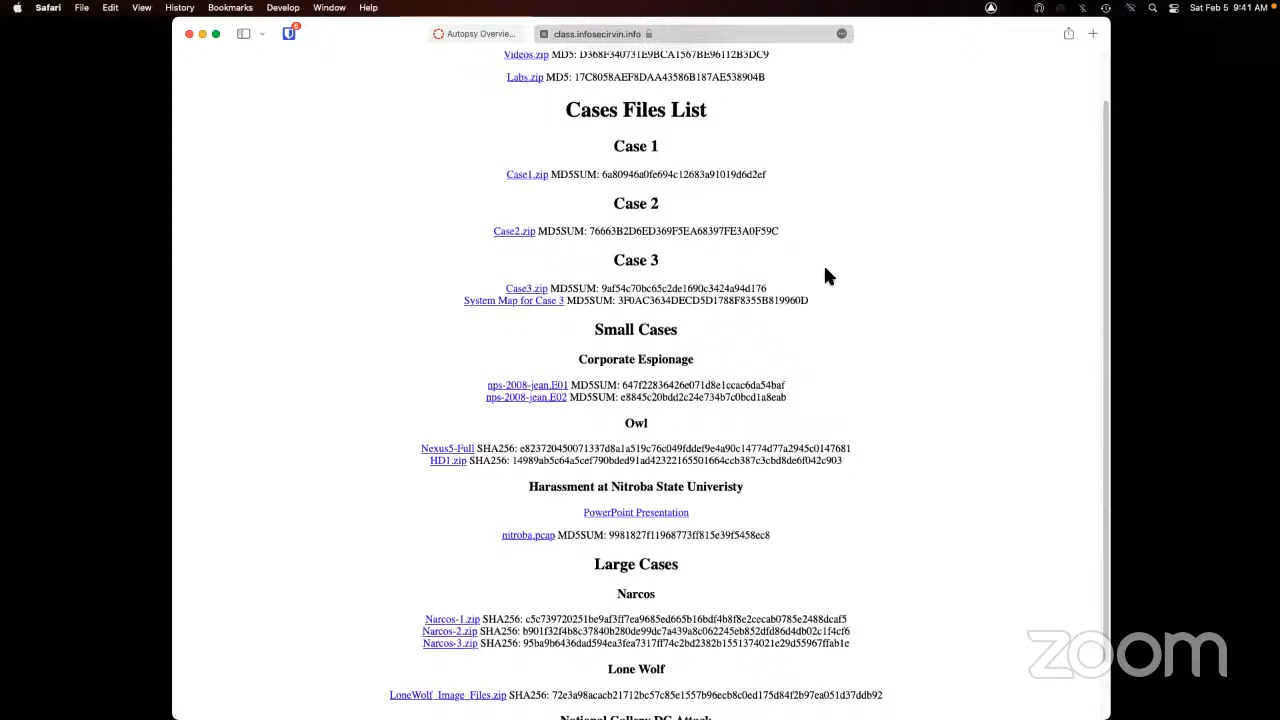 Safari File Edit View History Bookmarks Develop Window Help Sat Feb 5 9:41 AM
6 Autopsy Overvie... class.infosecirvin.info
Videos.zip MD5: D368F340731E9BCA1567BE96112B3DC9
Labs.zip MD5: 17C8058AEF8DAA43586B187AE538904B
Cases Files List
Case 1
Case1.zip MD5SUM: 6a80946a0fe694c12683a91019d6d2ef
Case 2
Case2.zip MD5SUM: 76663B2D6ED369F5EA68397FE3A0F59C
Case 3
Case3.zip MD5SUM: 9af54c70bc65c2de1690c3424a94d176
System Map for Case 3 MD5SUM: 3F0AC3634DECD5D1788F8355B819960D
Small Cases
Corporate Espionage
nps-2008-jean.E01 MD5SUM: 647f22836426e071d8e1ccac6da54baf
nps-2008-jean.E02 MD5SUM: e8845c20bdd2c24e734b7c0bcd1a8eab
Owl
Nexus5-Full SHA256: e823720450071337d8a1a519c76c049fddef9e4a90c14774d77a2945c0147681
HD1.zip SHA256: 14989ab5c64a5cef790bded91ad42322165501664ccb387c3cbd8de6f042c903
Harassment at Nitroba State Univeristy
PowerPoint Presentation
nitroba.pcap MD5SUM: 9981827f11968773ff815e39f5458ec8
Large Cases
Narcos
Narcos-1.zip SHA256: c5c739720251be9af3ff7ea9685ed665b16bdf4b8f8e2cecab0785e2488dcaf5
Narcos-2.zip SHA256: b901f32f4b8c37840b280de99dc7a439a8c062245eb852dfd86d4db02c1f4cf6
Narcos-3.zip SHA256: 95ba9b6436dad594ea3fea7317ff74c2bd2382b1551374021e29d55967ffab1e
Lone Wolf
LoneWolf_Image_Files.zip SHA256: 72e3a98acacb21712bc57c85e1557b96ecb8c0ed175d84f2b97ea051d37ddb92
National Gallery DC Attack
zoom